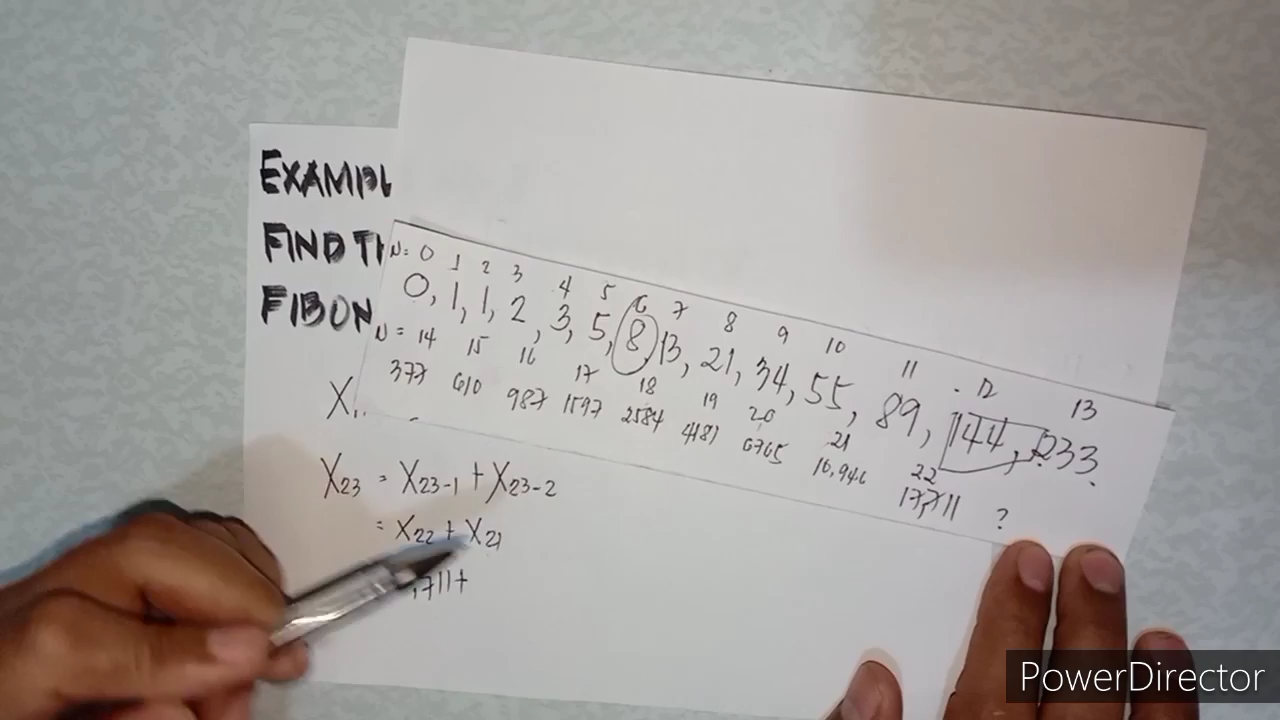 EXAMPL
FIND TH
FIBON
N= 0 1 2 3 4 5 6 7 8 9 10 11 12 13
0, 1, 1, 2, 3, 5, 8, 13, 21, 34, 55, 89, 144, 233
N= 14 15 16 17 18 19 20 21 22
377 610 987 1597 2584 4181 6765 10,946 17,711 ?
X
X23 = X23-1 + X23-2
= X22 + X21
,711+
PowerDirector